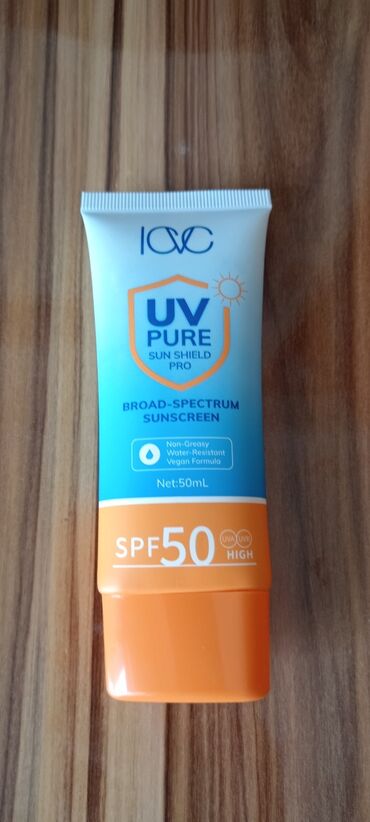 ICVC
UV
PURE
SUN SHIELD
PRO
BROAD-SPECTRUM
SUNSCREEN
Non-Greasy
Water-Resistant
Vegan Formula
Net:50mL
SPF50
UVA UVB
HIGH